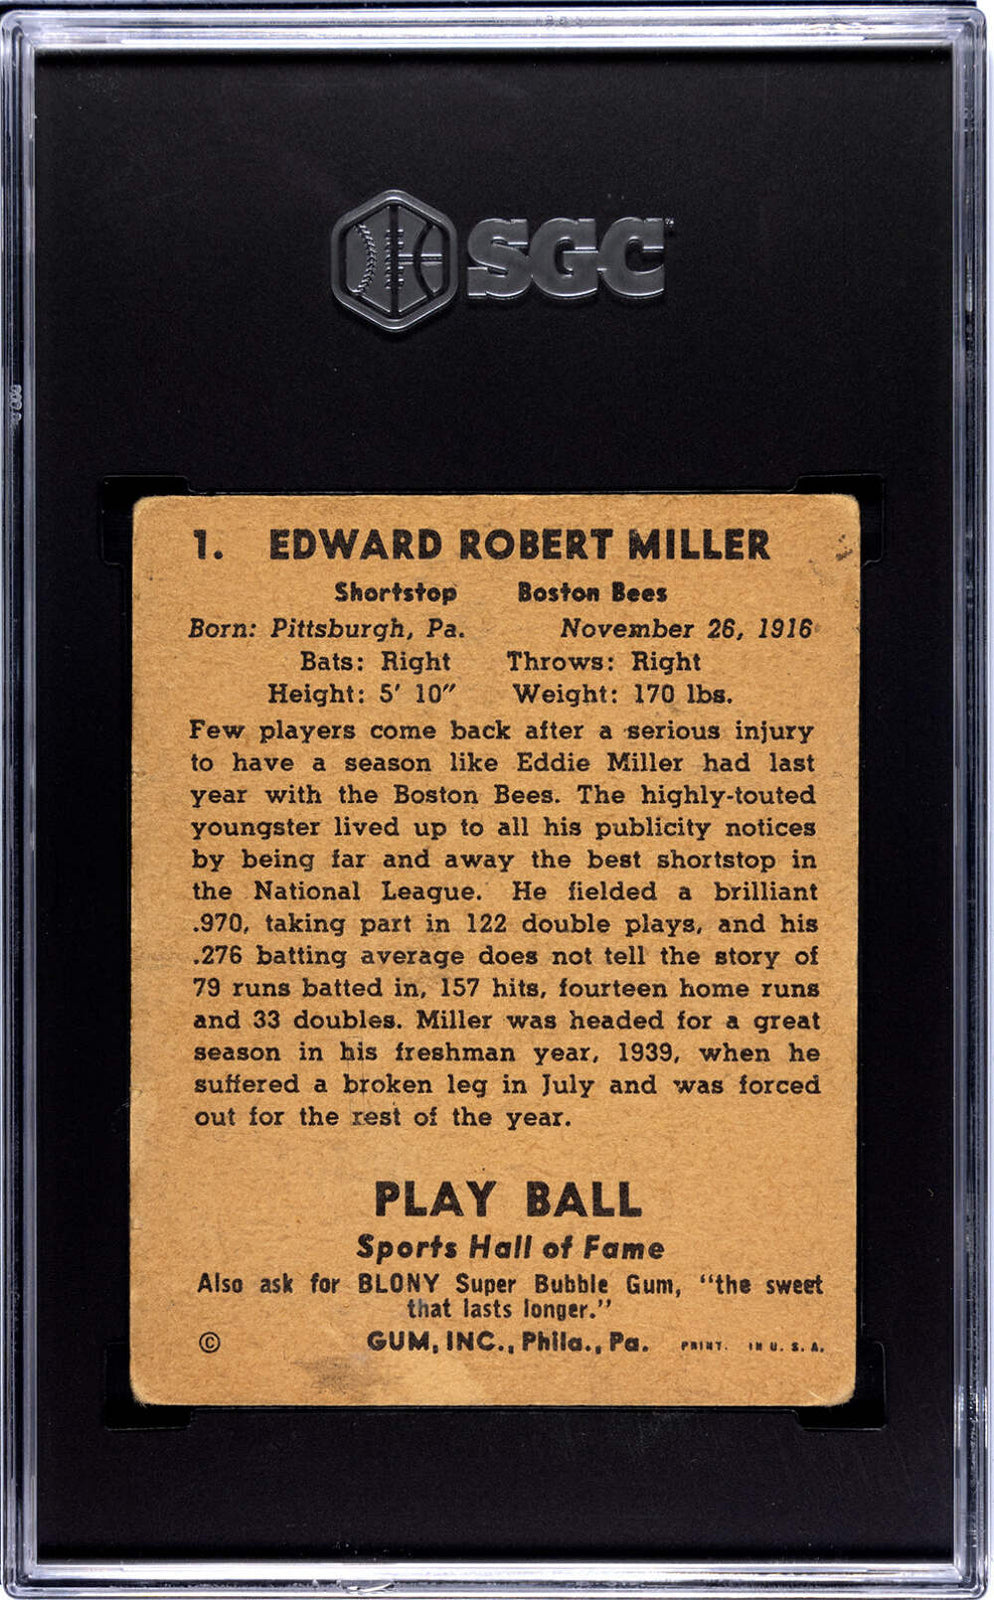 SGC
1. EDWARD ROBERT MILLER
Shortstop Boston Bees
Born: Pittsburgh, Pa. November 26, 1916
Bats: Right Throws: Right
Height: 5' 10" Weight: 170 lbs.
Few players come back after a serious injury
to have a season like Eddie Miller had last
year with the Boston Bees. The highly-touted
youngster lived up to all his publicity notices
by being far and away the best shortstop in
the National League. He fielded a brilliant
.970, taking part in 122 double plays, and his
.276 batting average does not tell the story of
79 runs batted in, 157 hits, fourteen home runs
and 33 doubles. Miller was headed for a great
season in his freshman year, 1939, when he
suffered a broken leg in July and was forced
out for the rest of the year.
PLAY BALL
Sports Hall of Fame
Also ask for BLONY Super Bubble Gum, "the sweet
that lasts longer."
© GUM, INC., Phila., Pa. PRINT. IN U. S. A.